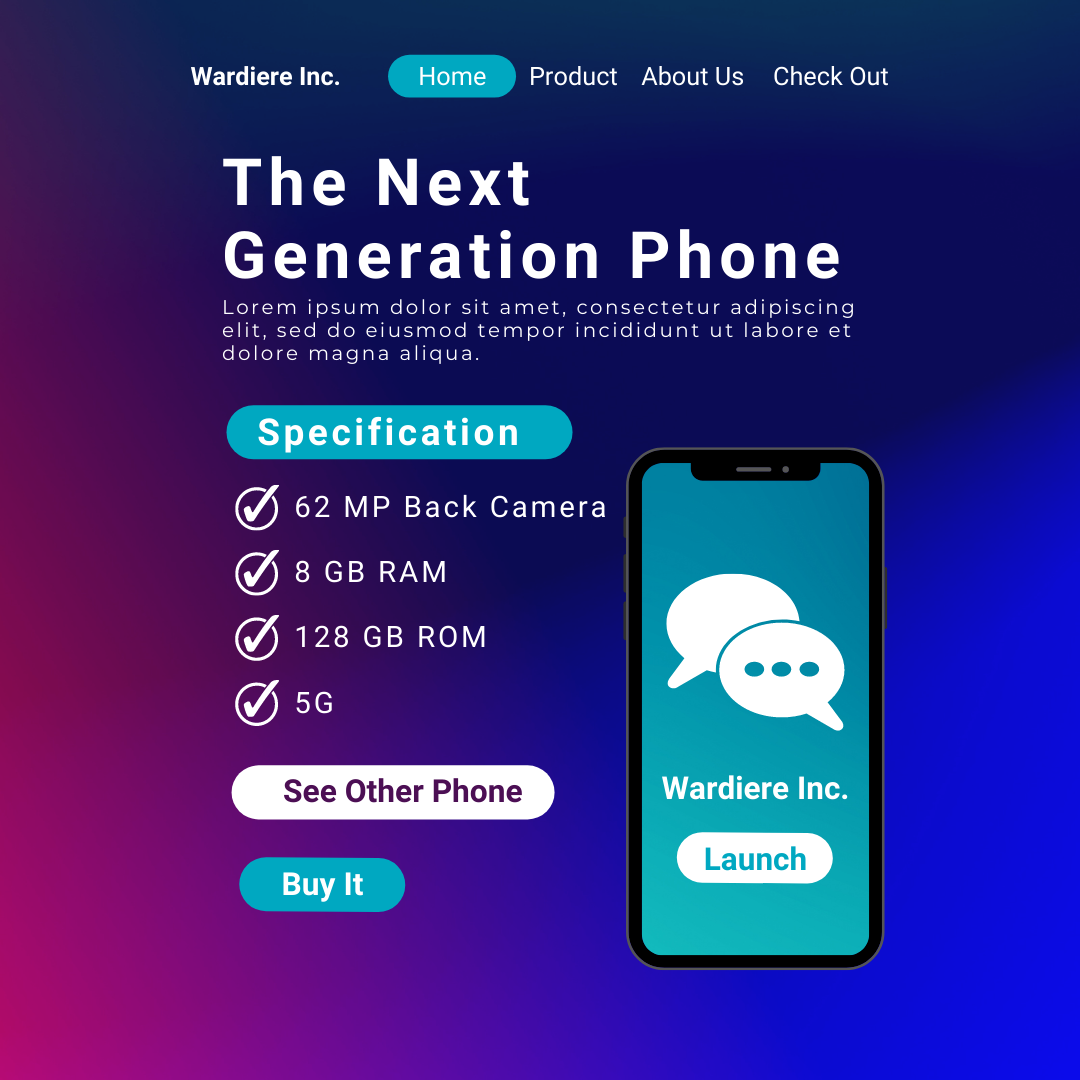 Wardiere Inc. Home Product About Us Check Out
The Next
Generation Phone
Lorem ipsum dolor sit amet, consectetur adipiscing
elit, sed do eiusmod tempor incididunt ut labore et
dolore magna aliqua.
Specification
62 MP Back Camera
8 GB RAM
128 GB ROM
5G
See Other Phone
Buy It
Wardiere Inc.
Launch